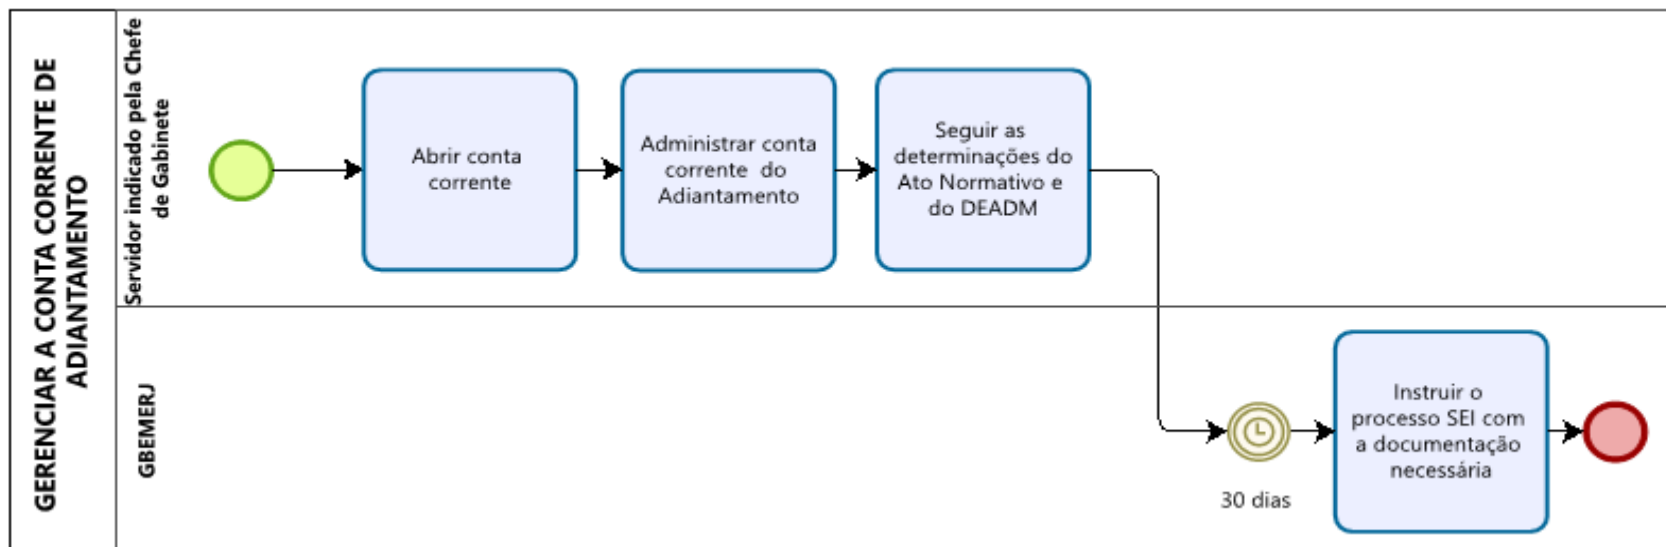 GERENCIAR A CONTA CORRENTE DE
ADIANTAMENTO
Servidor indicado pela Chefe
de Gabinete
Abrir conta
corrente
Administrar conta
corrente do
Adiantamento
Seguir as
determinações do
Ato Normativo e
do DEADM
GBEMERJ
30 dias
Instruir o
processo SEI com
a documentação
necessária